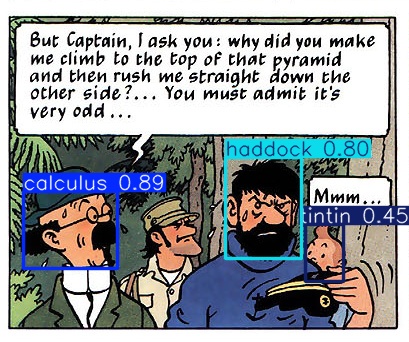 But Captain, I ask you: why did you make
me climb to the top of that pyramid
and then rush me straight down the
other side?... You must admit it's
very odd...
haddock 0.80
calculus 0.89
Mmm...
tintin 0.45